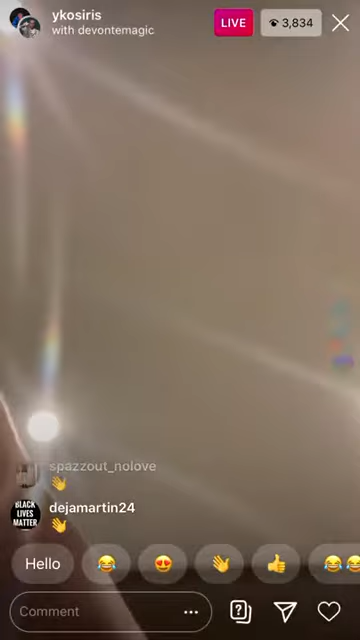 ykosiris
with devontemagic
LIVE
3,834
spazzout_nolove
👋
BLACK
LIVES
MATTER
dejamartin24
👋
Hello
😂
😍
👋
👍
😂😂
Comment